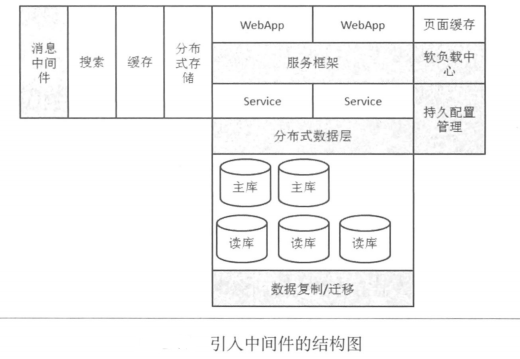 消息
中间
件
搜索
缓存
分布
式存
储
WebApp
WebApp
服务框架
Service
Service
分布式数据层
主库
主库
读库
读库
读库
数据复制/迁移
页面缓存
软负载中
心
持久配置
管理
引入中间件的结构图